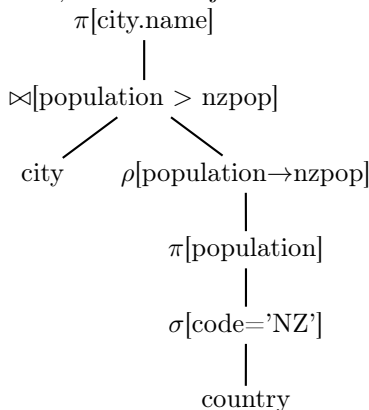 π[city.name]
⋈[population > nzpop]
city ρ[population→nzpop]
π[population]
σ[code='NZ']
country